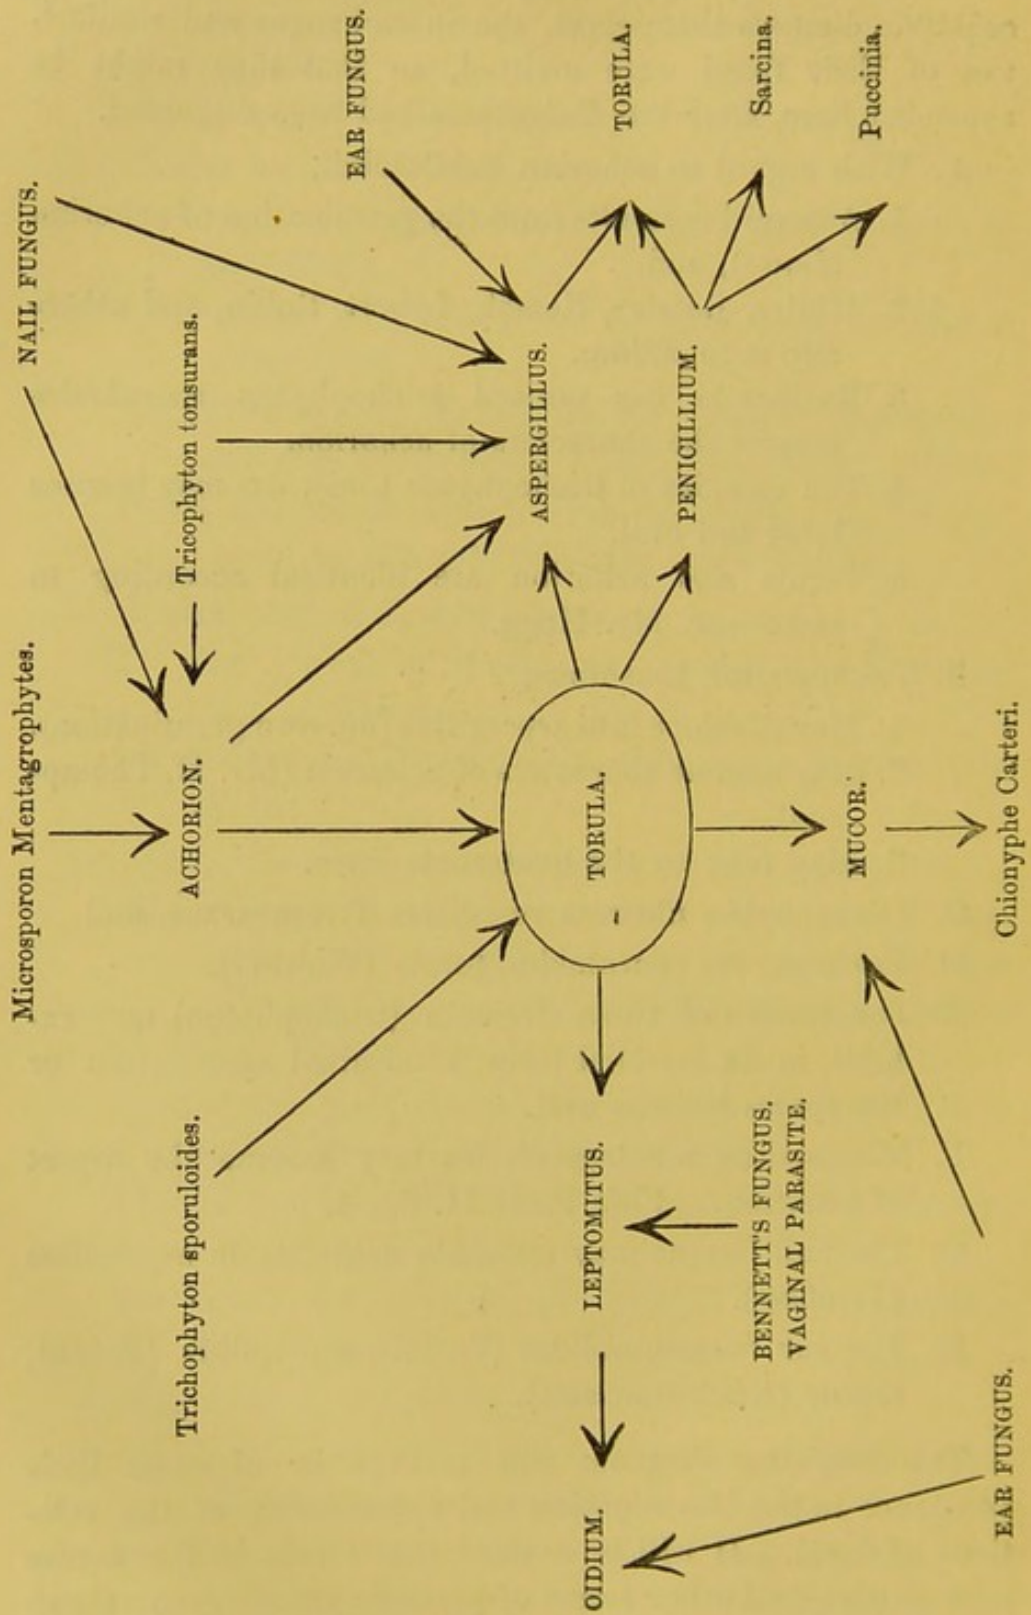 Microsporon Mentagrophytes.
NAIL FUNGUS.
Trichophyton sporuloides.
ACHORION.
Tricophyton tonsurans.
EAR FUNGUS.
ASPERGILLUS.
OIDIUM.
LEPTOMITUS.
TORULA.
TORULA.
PENICILLIUM.
BENNETT'S FUNGUS.
VAGINAL PARASITE.
Sarcina.
MUCOR.
Puccinia.
EAR FUNGUS.
Chionyphe Carteri.